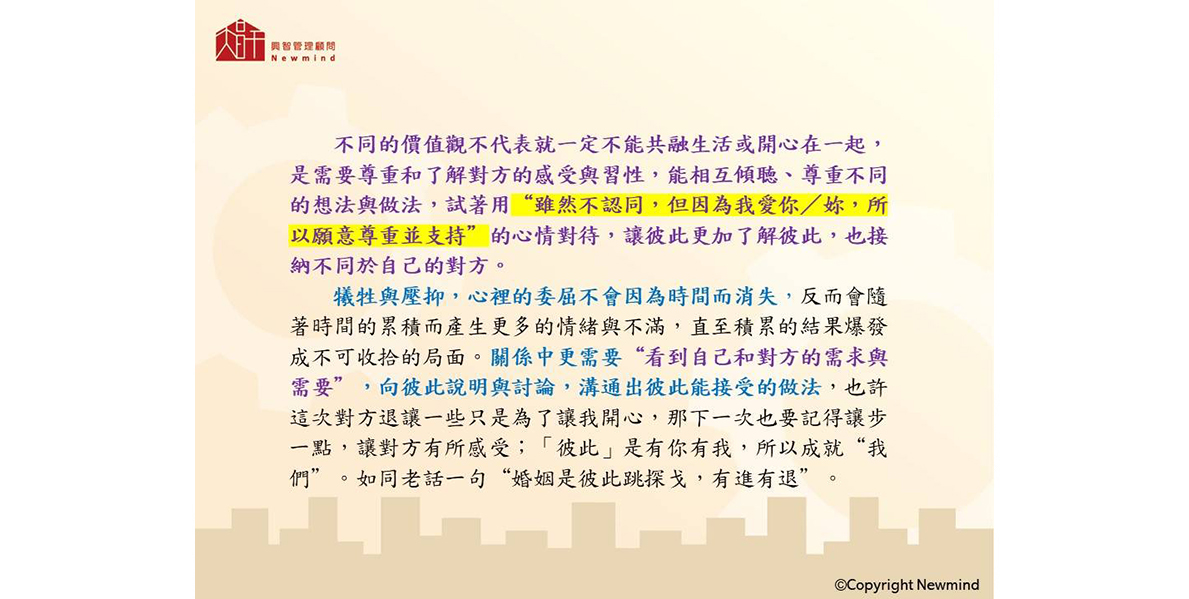 興智管理顧問
Newmind
不同的價值觀不代表就一定不能共融生活或開心在一起，
是需要尊重和了解對方的感受與習性，能相互傾聽、尊重不同
的想法與做法，試著用“雖然不認同，但因為我愛你／妳，所
以願意尊重並支持”的心情對待，讓彼此更加了解彼此，也接
納不同於自己的對方。
犧牲與壓抑，心裡的委屈不會因為時間而消失，反而會隨
著時間的累積而產生更多的情緒與不滿，直至積累的結果爆發
成不可收拾的局面。關係中更需要“看到自己和對方的需求與
需要”，向彼此說明與討論，溝通出彼此能接受的做法，也許
這次對方退讓一些只是為了讓我開心，那下一次也要記得讓步
一點，讓對方有所感受；「彼此」是有你有我，所以成就“我
們”。如同老話一句“婚姻是彼此跳探戈，有進有退”。
©Copyright Newmind